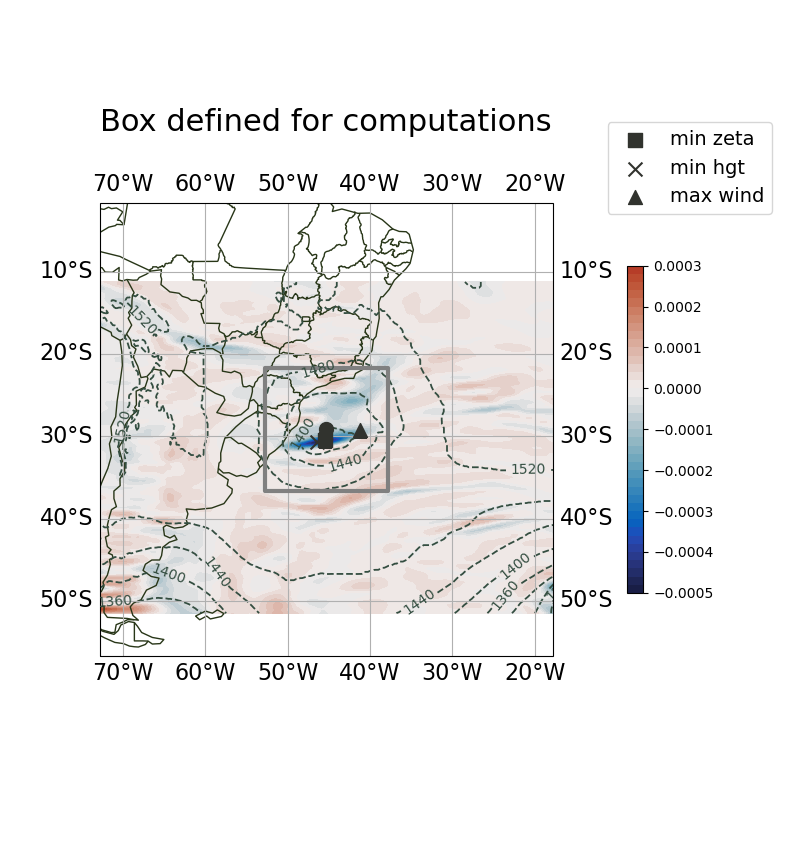 Box defined for computations
min zeta
min hgt
max wind
70°W 60°W 50°W 40°W 30°W 20°W
10°S 10°S
20°S 20°S
30°S 30°S
40°S 40°S
50°S 50°S
1520
1480
1520
1440
1520
1400
1440
1400
1360
1440
1360
70°W 60°W 50°W 40°W 30°W 20°W
0.0003
0.0002
0.0001
0.0000
−0.0001
−0.0002
−0.0003
−0.0004
−0.0005